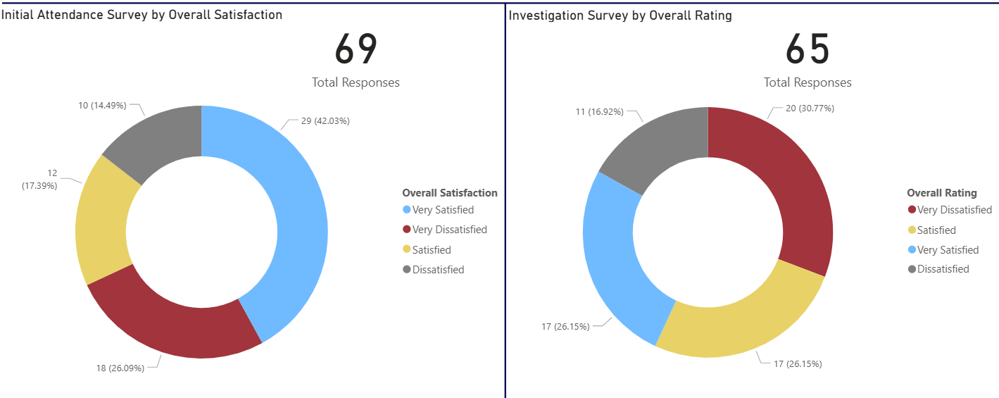 Initial Attendance Survey by Overall Satisfaction
69
Total Responses
10 (14.49%)
29 (42.03%)
12
(17.39%)
18 (26.09%)
Overall Satisfaction
Very Satisfied
Very Dissatisfied
Satisfied
Dissatisfied
Investigation Survey by Overall Rating
65
Total Responses
11 (16.92%)
20 (30.77%)
17 (26.15%)
17 (26.15%)
Overall Rating
Very Dissatisfied
Satisfied
Very Satisfied
Dissatisfied